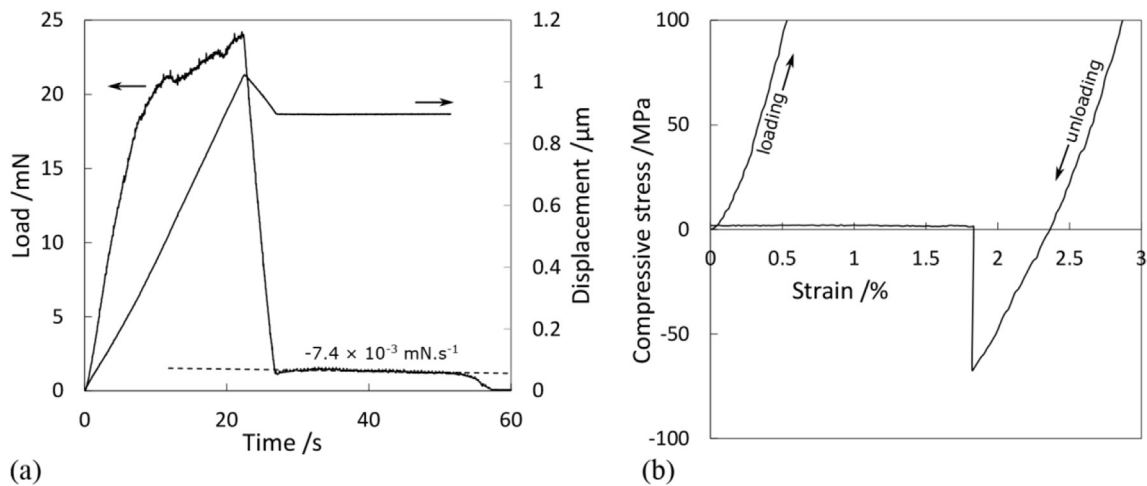 25
20
15
10
5
0
Load /mN
0
20
40
60
Time /s
1.2
1
0.8
0.6
0.4
0.2
0
Displacement /µm
-7.4 × 10⁻³ mN.s⁻¹
(a)
100
50
0
-50
-100
Compressive stress /MPa
loading
unloading
0
0.5
1
1.5
2
2.5
3
Strain /%
(b)